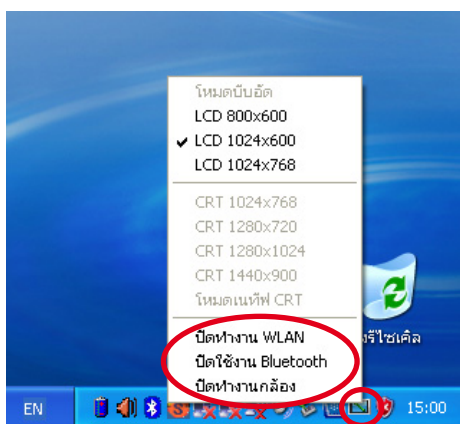 โหมดบีบอัด
LCD 800x600
LCD 1024x600
LCD 1024x768
CRT 1024x768
CRT 1280x720
CRT 1280x1024
CRT 1440x900
โหมดเนทีฟ CRT
ปิดทำงาน WLAN
ปิดใช้งาน Bluetooth
ปิดทำงานกล้อง
งรีไซเคิล
EN
15:00